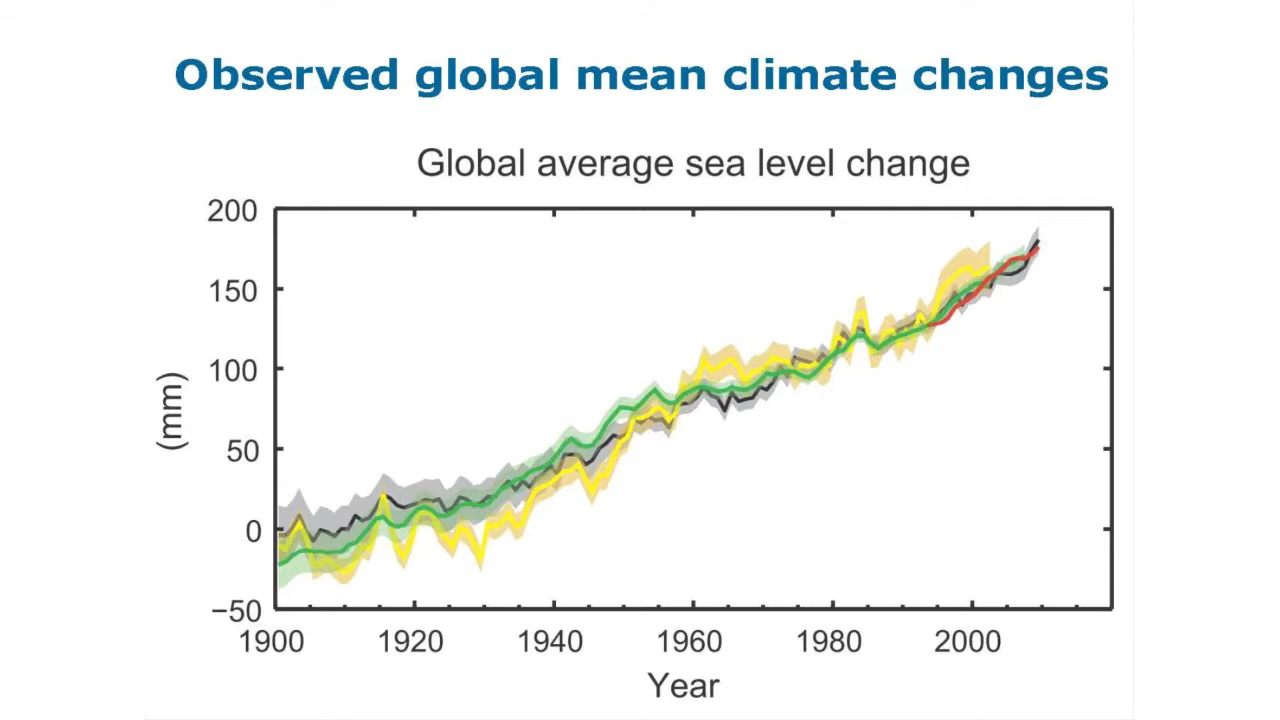 Observed global mean climate changes
Global average sea level change
200
150
100
50
0
−50
(mm)
1900 1920 1940 1960 1980 2000
Year